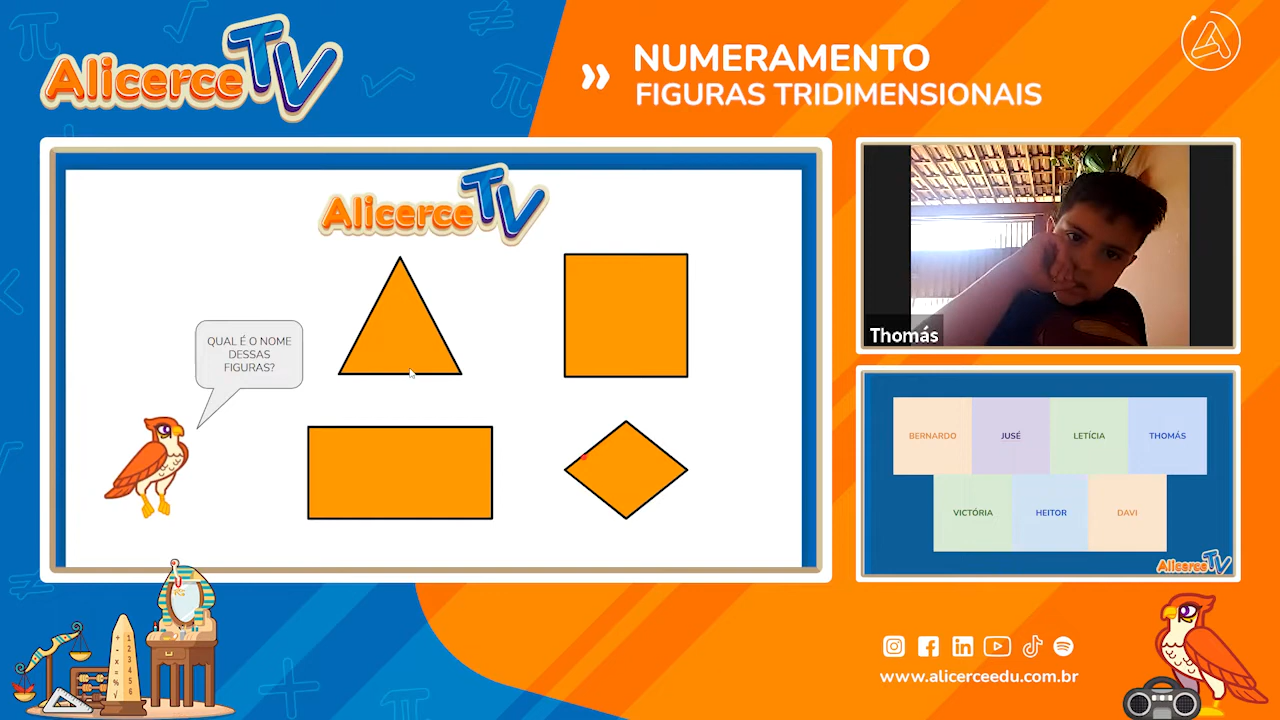 Alicerce TV
NUMERAMENTO
FIGURAS TRIDIMENSIONAIS
Alicerce TV
QUAL É O NOME
DESSAS
FIGURAS?
Thomás
BERNARDO
JUSÉ
LETÍCIA
THOMÁS
VICTÓRIA
HEITOR
DAVI
Alicerce TV
www.alicerceedu.com.br